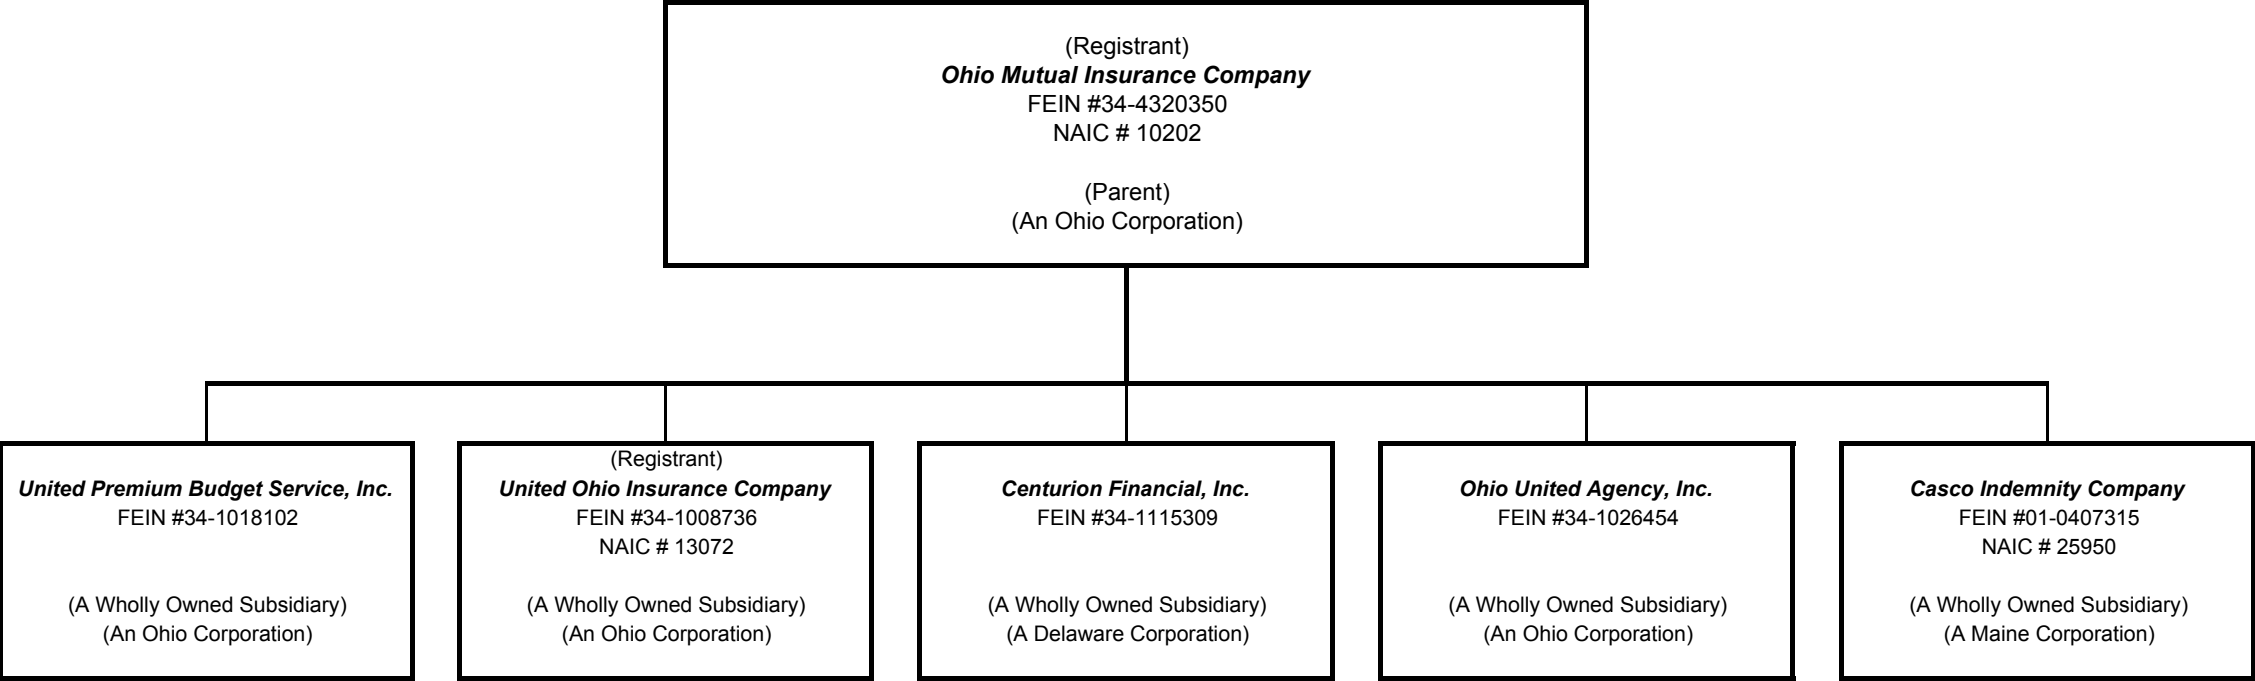 (Registrant)
Ohio Mutual Insurance Company
FEIN #34-4320350
NAIC # 10202
(Parent)
(An Ohio Corporation)
United Premium Budget Service, Inc.
FEIN #34-1018102
(A Wholly Owned Subsidiary)
(An Ohio Corporation)
(Registrant)
United Ohio Insurance Company
FEIN #34-1008736
NAIC # 13072
(A Wholly Owned Subsidiary)
(An Ohio Corporation)
Centurion Financial, Inc.
FEIN #34-1115309
(A Wholly Owned Subsidiary)
(A Delaware Corporation)
Ohio United Agency, Inc.
FEIN #34-1026454
(A Wholly Owned Subsidiary)
(An Ohio Corporation)
Casco Indemnity Company
FEIN #01-0407315
NAIC # 25950
(A Wholly Owned Subsidiary)
(A Maine Corporation)